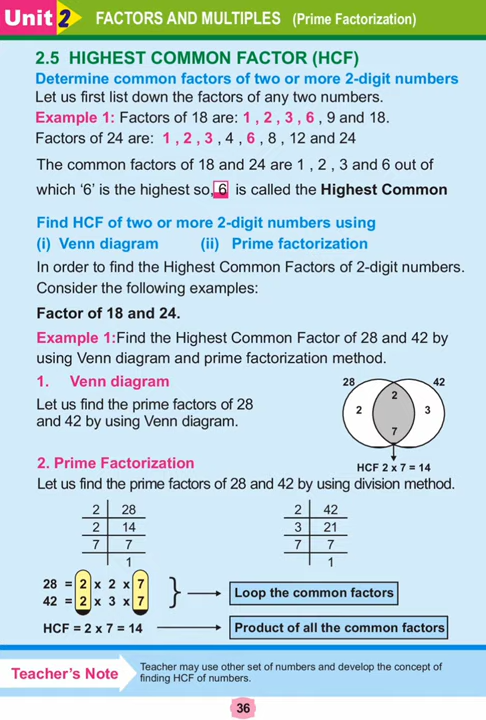 Unit 2 FACTORS AND MULTIPLES (Prime Factorization)
2.5 HIGHEST COMMON FACTOR (HCF)
Determine common factors of two or more 2-digit numbers
Let us first list down the factors of any two numbers.
Example 1: Factors of 18 are: 1 , 2 , 3 , 6 , 9 and 18.
Factors of 24 are: 1 , 2 , 3 , 4 , 6 , 8 , 12 and 24
The common factors of 18 and 24 are 1 , 2 , 3 and 6 out of
which ‘6’ is the highest so, 6 is called the Highest Common
Find HCF of two or more 2-digit numbers using
(i) Venn diagram (ii) Prime factorization
In order to find the Highest Common Factors of 2-digit numbers.
Consider the following examples:
Factor of 18 and 24.
Example 1:Find the Highest Common Factor of 28 and 42 by
using Venn diagram and prime factorization method.
1. Venn diagram
Let us find the prime factors of 28
and 42 by using Venn diagram.
28 42
2
2 3
7
HCF 2 x 7 = 14
2. Prime Factorization
Let us find the prime factors of 28 and 42 by using division method.
2 28 2 42
2 14 3 21
7 7 7 7
1 1
28 = 2 x 2 x 7
42 = 2 x 3 x 7
Loop the common factors
HCF = 2 x 7 = 14
Product of all the common factors
Teacher's Note
Teacher may use other set of numbers and develop the concept of
finding HCF of numbers.
36